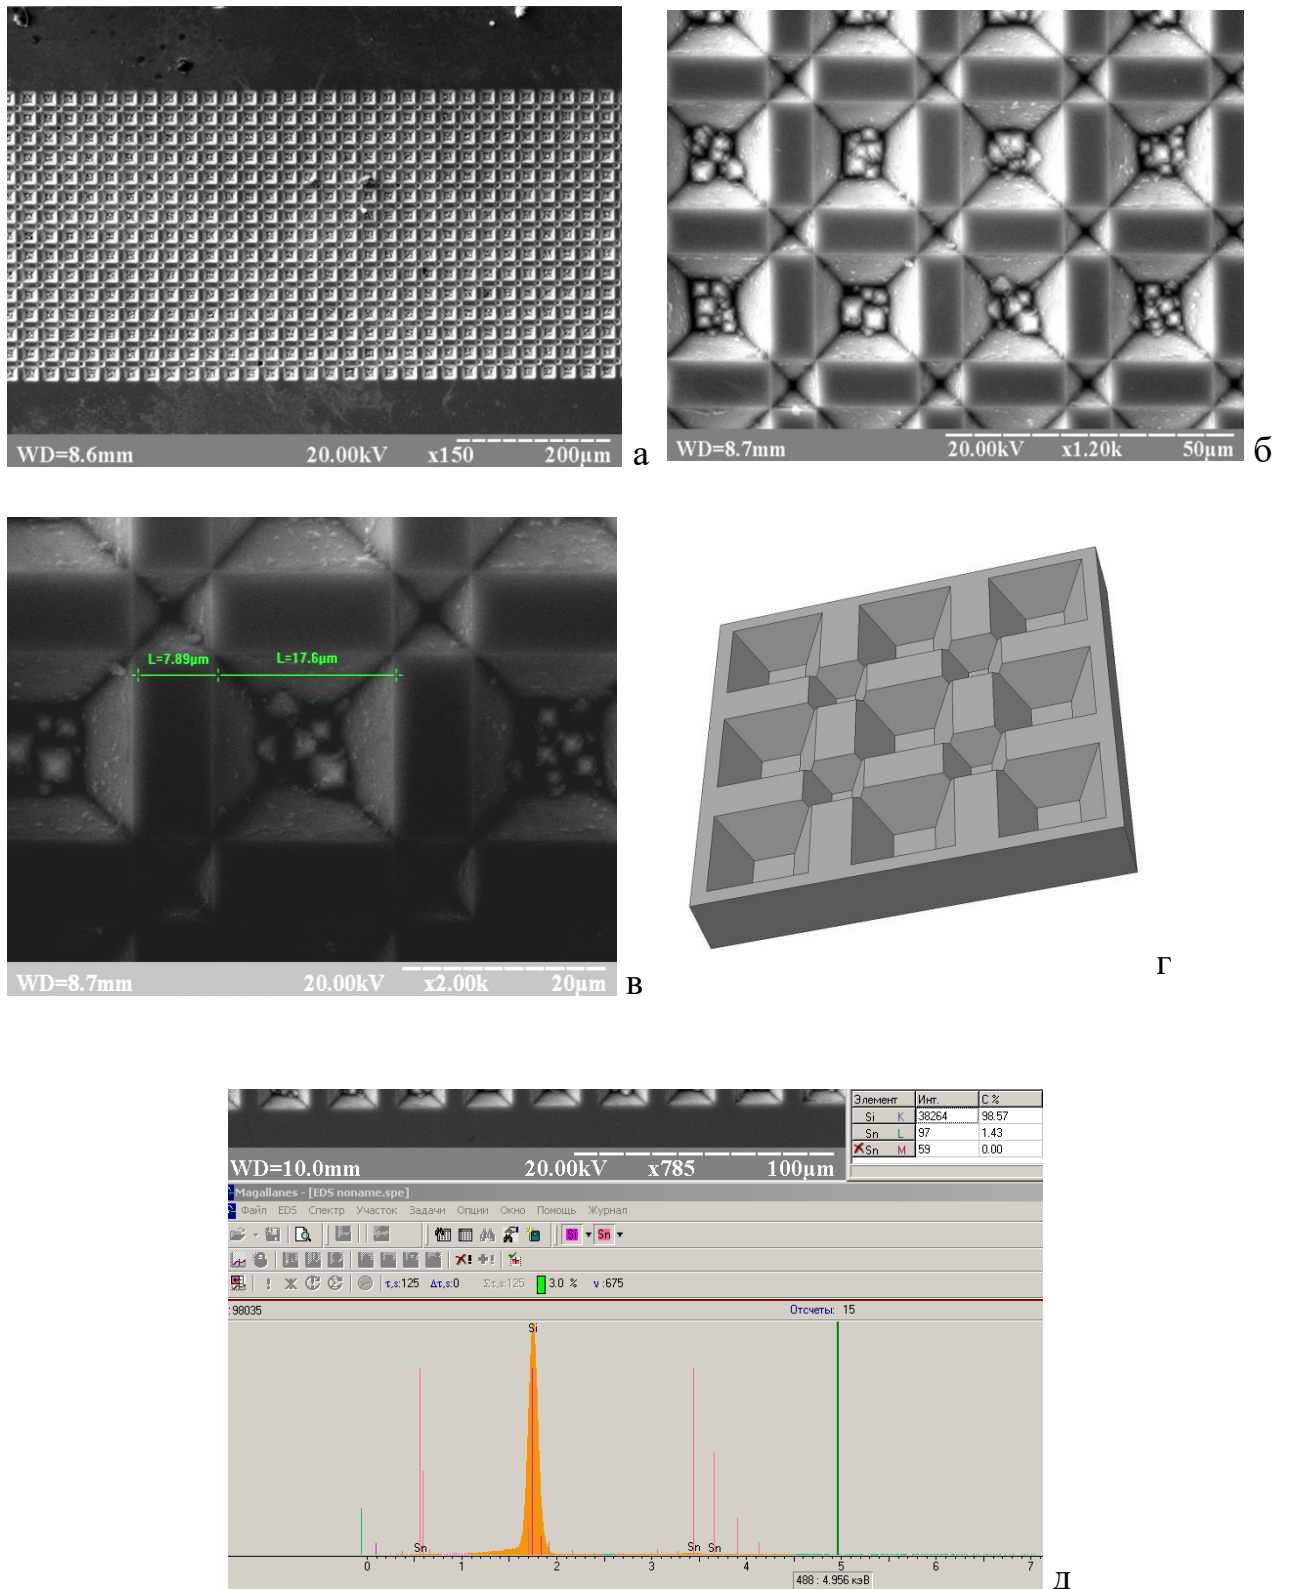 WD=8.6mm 20.00kV x150 200µm
а
WD=8.7mm 20.00kV x1.20k 50µm
б
L=7.89µm L=17.6µm
WD=8.7mm 20.00kV x2.00k 20µm
в
г
WD=10.0mm 20.00kV x785 100µm
Элемент Инт. C %
Si K 38264 98.57
Sn L 97 1.43
Sn M 59 0.00
Magallanes - [EDS noname.spe]
Файл EDS Спектр Участок Задачи Опции Окно Помощь Журнал
Si Sn
τ,s:125 Δτ,s:0 Στ,s:125 3.0 % ν :675
:98035 Отсчеты: 15
Si
Sn Sn Sn
0 1 2 3 4 5 6 7
488 : 4.956 кэВ
д